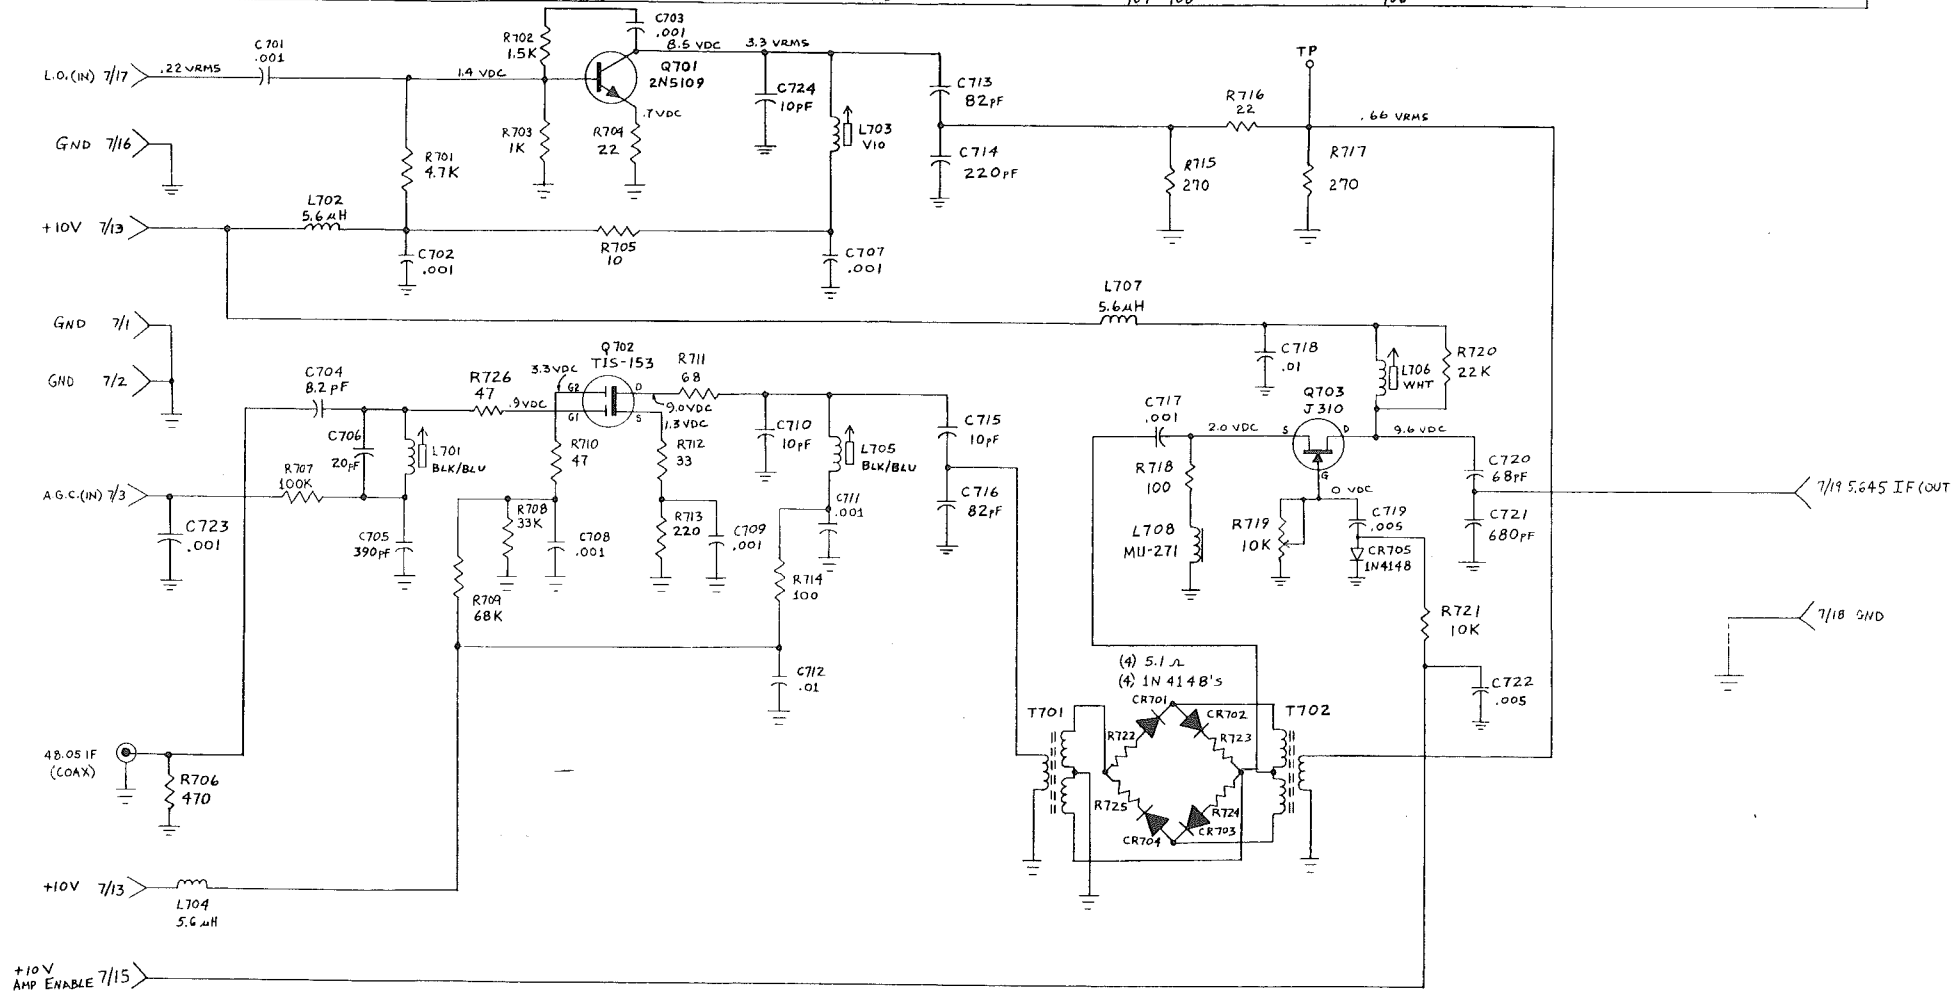 C703
.001
C701
.001
R702
1.5K
8.5 VDC
3.3 VRMS
L.O.(IN) 7/17
.22 VRMS
1.4 VDC
Q701
2N5109
C724
10PF
.7VDC
C713
82PF
TP
R716
22
.66 VRMS
GND 7/16
R701
4.7K
R703
1K
R704
22
L703
VIO
C714
220PF
R715
270
R717
270
+10V 7/13
L702
5.6 µH
C702
.001
R705
10
C707
.001
L707
5.6µH
GND 7/1
GND 7/2
C718
.01
L706
WHT
R720
22K
Q702
TIS-153
3.3VDC
G2
D
G1
S
R711
68
C704
8.2 PF
R726
47
.9VDC
9.0VDC
1.3VDC
Q703
J310
C717
.001
2.0 VDC
S
D
G
9.6 VDC
C706
20PF
L701
BLK/BLU
R710
47
R712
33
C710
10PF
L705
BLK/BLU
C715
10PF
R718
100
C720
68PF
A.G.C.(IN) 7/3
R707
100K
0 VDC
7/19 5.645 IF (OUT
C723
.001
C705
390PF
R708
33K
C708
.001
R713
220
C709
.001
C711
.001
C716
82PF
L708
MU-271
R719
10K
C719
.005
CR705
1N4148
C721
680PF
R709
68K
R714
100
R721
10K
7/18 GND
C712
.01
(4) 5.1 Ω
(4) 1N 4148's
C722
.005
T701
CR701
CR702
T702
R722
R723
48.05 IF
(COAX)
R706
470
R725
R724
CR704
CR703
+10V 7/13
L704
5.6 µH
+10V
AMP ENABLE 7/15